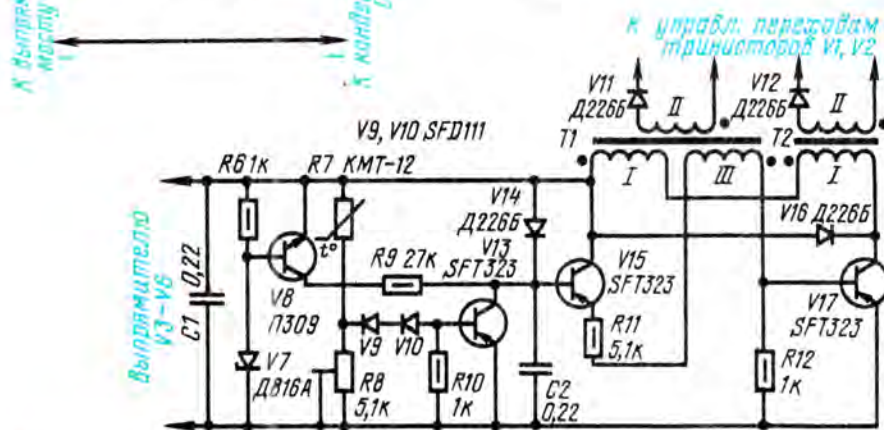 К выпря
мосту
К конде
К управл. переходам
тринисторов V1, V2
V11
Д226Б
II
V12
Д226Б
II
T1
T2
V9, V10 SFD111
R6 1к
R7
КМТ-12
I
III
I
V14
Д226Б
V16 Д226Б
t°
R9 27к
V13
SFT323
V15
SFT323
Выпрямителю
V3-V6
C1
0,22
V8
П309
V17
SFT323
V9
V10
R11
5,1к
V7
Д816А
R8
5,1к
R10
1к
C2
0,22
R12
1к